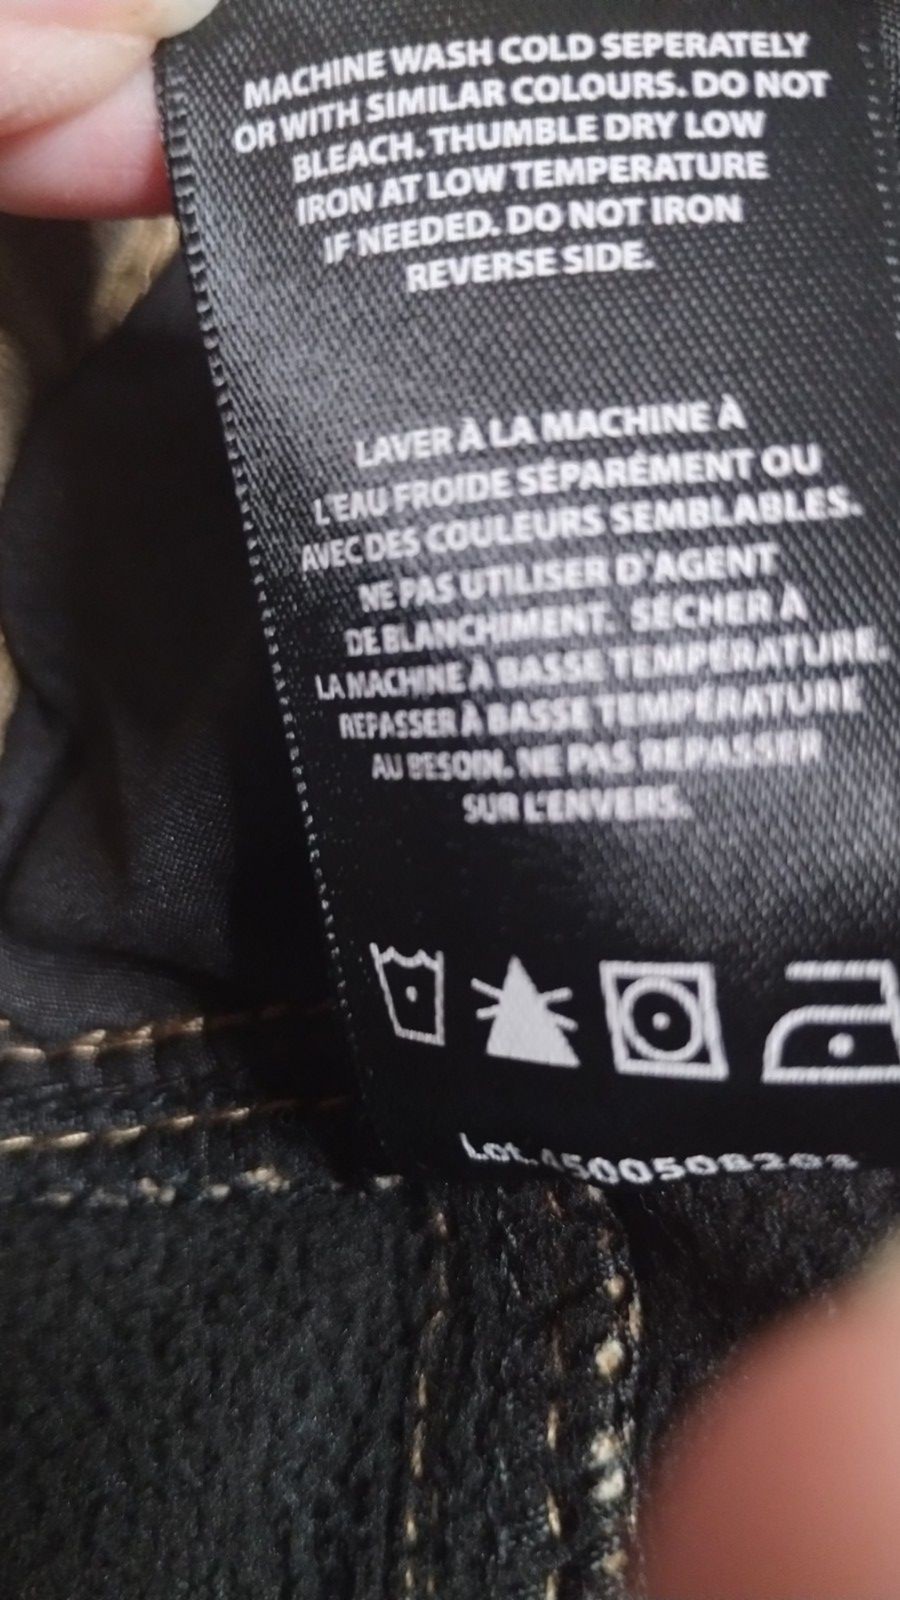 MACHINE WASH COLD SEPERATELY
OR WITH SIMILAR COLOURS. DO NOT
BLEACH. THUMBLE DRY LOW
IRON AT LOW TEMPERATURE
IF NEEDED. DO NOT IRON
REVERSE SIDE.
LAVER À LA MACHINE À
L'EAU FROIDE SÉPARÉMENT OU
AVEC DES COULEURS SEMBLABLES.
NE PAS UTILISER D'AGENT
DE BLANCHIMENT. SÉCHER À
LA MACHINE À BASSE TEMPÉRATURE.
REPASSER À BASSE TEMPÉRATURE
AU BESOIN. NE PAS REPASSER
SUR L'ENVERS.
Lot. 4500508202